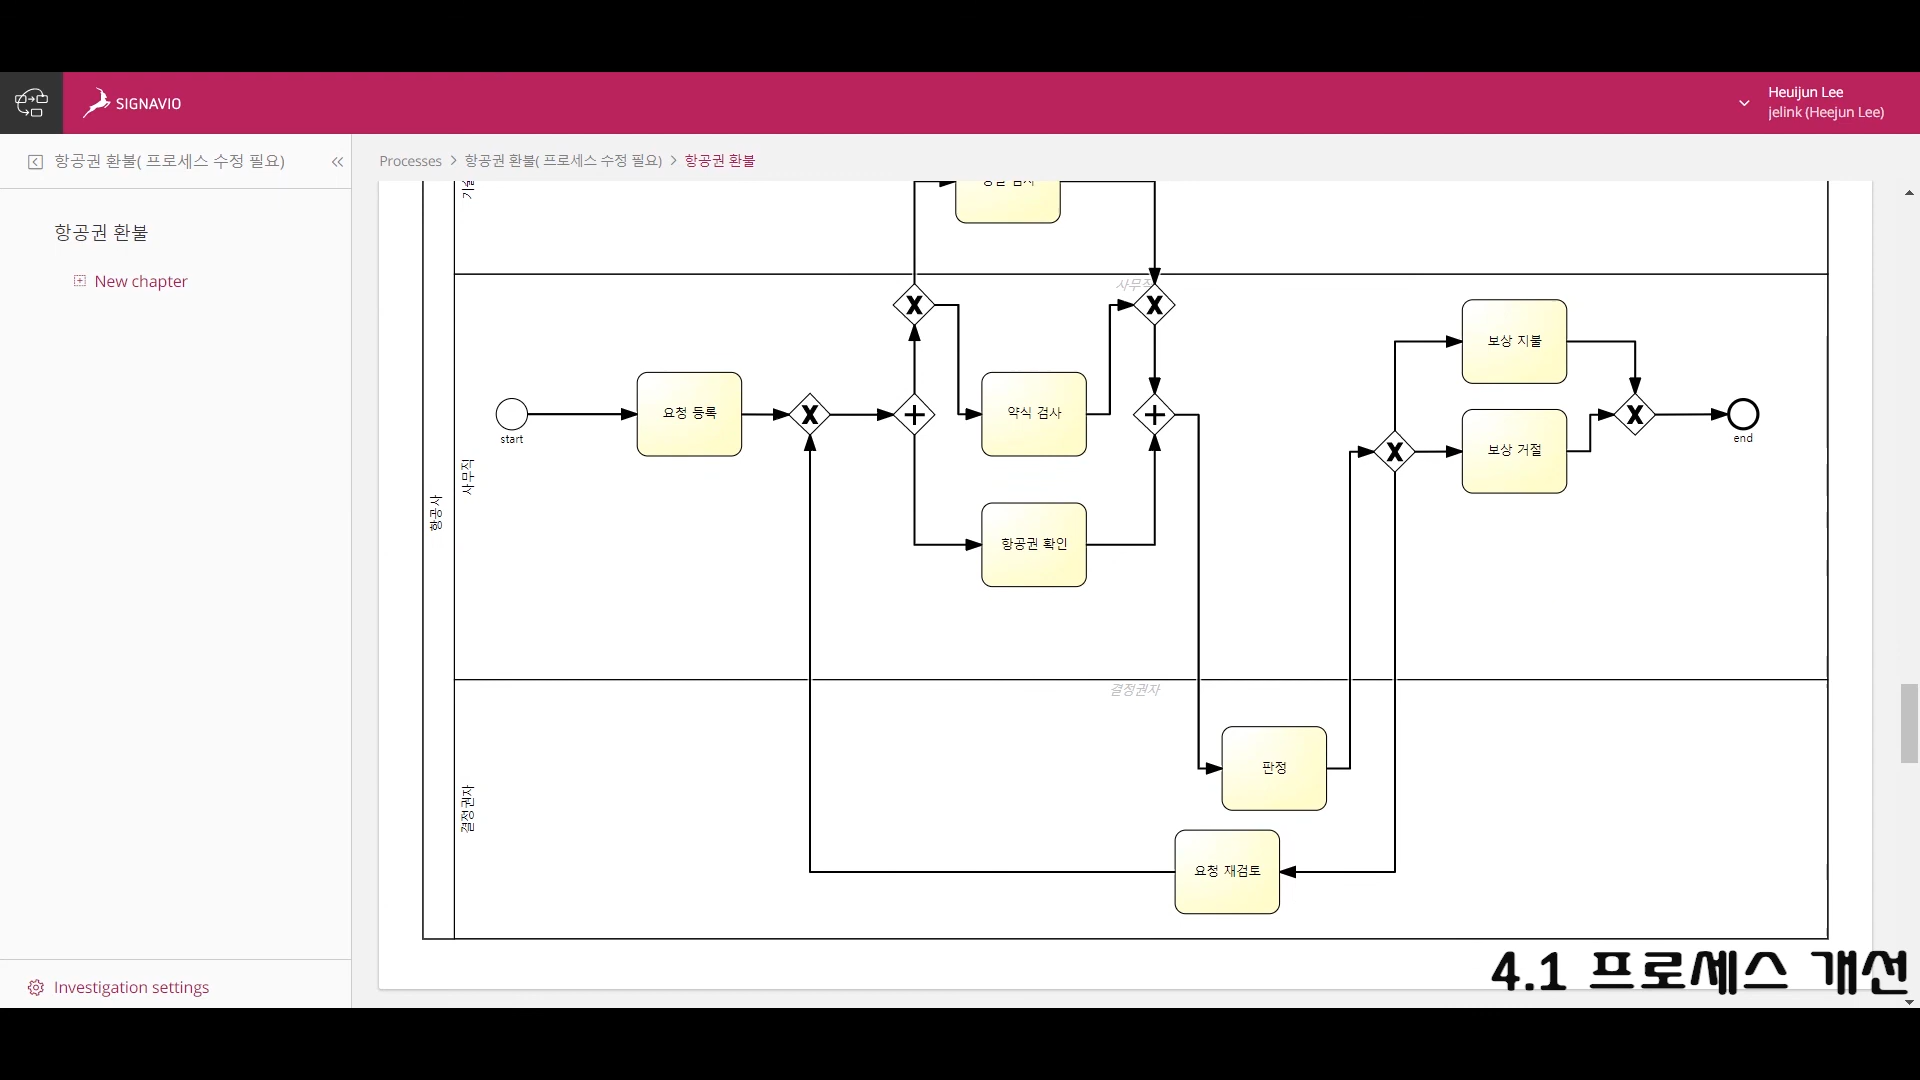 SIGNAVIO
Heuijun Lee
jelink (Heejun Lee)
항공권 환불( 프로세스 수정 필요)
Processes > 항공권 환불( 프로세스 수정 필요) > 항공권 환불
항공권 환불
New chapter
사무직
보상 지불
요청 등록
약식 검사
start
보상 거절
end
사무직
항공사
항공권 확인
결정권자
판정
결정권자
요청 재검토
4.1 프로세스 개선
Investigation settings